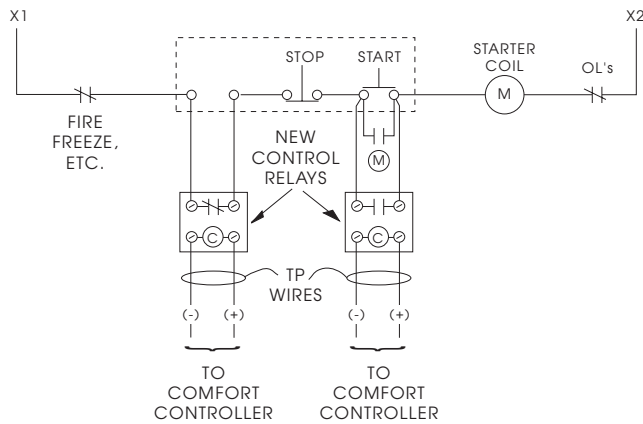 X1
X2
STOP
START
STARTER
COIL
OL's
M
FIRE
FREEZE,
ETC.
NEW
CONTROL
RELAYS
M
C
C
TP
WIRES
(-)
(+)
(-)
(+)
TO
COMFORT
CONTROLLER
TO
COMFORT
CONTROLLER